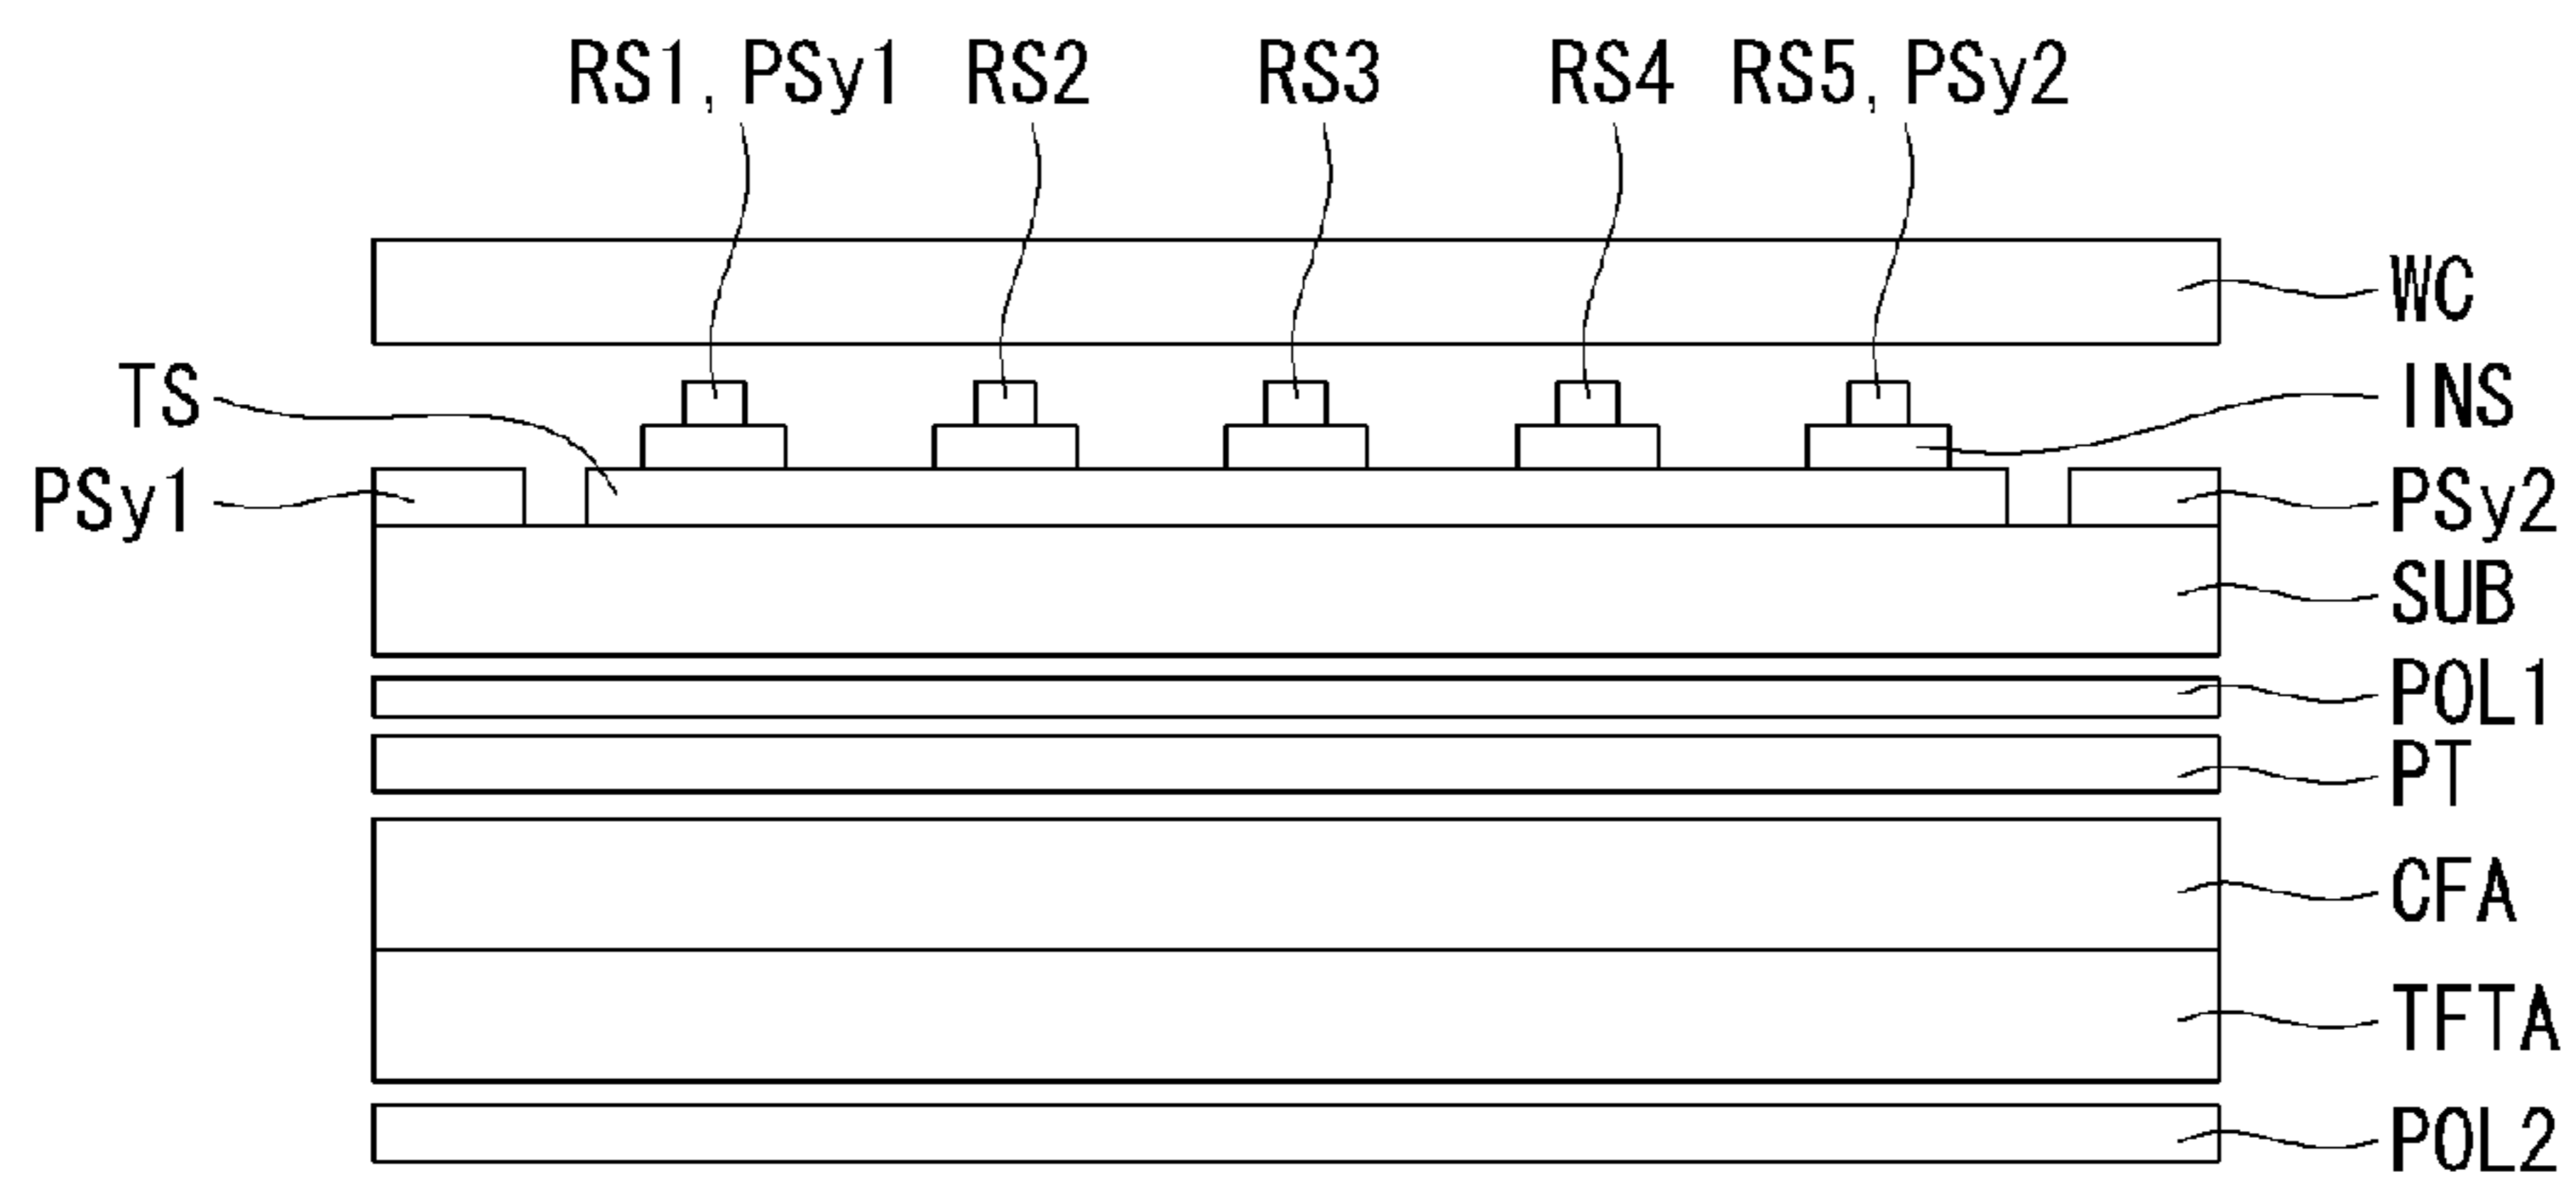 RS1, PSy1 RS2 RS3 RS4 RS5, PSy2
WC
TS INS
PSy1 PSy2
SUB
POL1
PT
CFA
TFTA
POL2